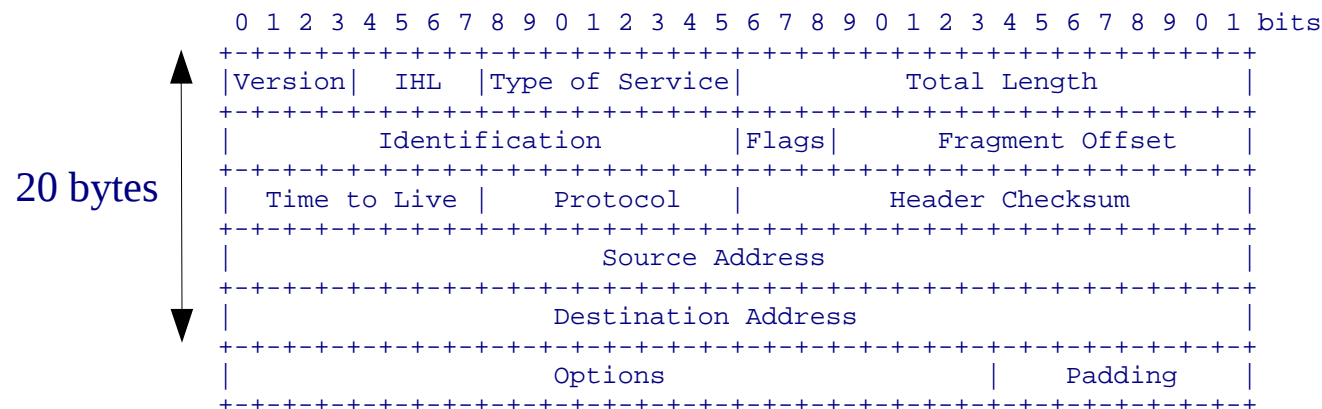 0 1 2 3 4 5 6 7 8 9 0 1 2 3 4 5 6 7 8 9 0 1 2 3 4 5 6 7 8 9 0 1 bits
+-+-+-+-+-+-+-+-+-+-+-+-+-+-+-+-+-+-+-+-+-+-+-+-+-+-+-+-+-+-+-+-+
|Version|  IHL  |Type of Service|          Total Length         |
+-+-+-+-+-+-+-+-+-+-+-+-+-+-+-+-+-+-+-+-+-+-+-+-+-+-+-+-+-+-+-+-+
|         Identification        |Flags|      Fragment Offset    |
+-+-+-+-+-+-+-+-+-+-+-+-+-+-+-+-+-+-+-+-+-+-+-+-+-+-+-+-+-+-+-+-+
20 bytes
|  Time to Live |    Protocol   |         Header Checksum       |
+-+-+-+-+-+-+-+-+-+-+-+-+-+-+-+-+-+-+-+-+-+-+-+-+-+-+-+-+-+-+-+-+
|                       Source Address                          |
+-+-+-+-+-+-+-+-+-+-+-+-+-+-+-+-+-+-+-+-+-+-+-+-+-+-+-+-+-+-+-+-+
|                    Destination Address                        |
+-+-+-+-+-+-+-+-+-+-+-+-+-+-+-+-+-+-+-+-+-+-+-+-+-+-+-+-+-+-+-+-+
|                    Options                    |    Padding    |
+-+-+-+-+-+-+-+-+-+-+-+-+-+-+-+-+-+-+-+-+-+-+-+-+-+-+-+-+-+-+-+-+